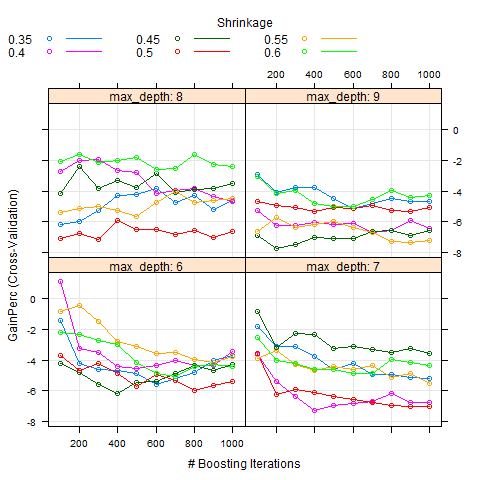 Shrinkage
0.35 0.45 0.55
0.4 0.5 0.6
200 400 600 800 1000
max_depth: 8 max_depth: 9
0
-2
-4
-6
-8
max_depth: 6 max_depth: 7
0
-2
-4
-6
-8
200 400 600 800 1000
GainPerc (Cross-Validation)
# Boosting Iterations